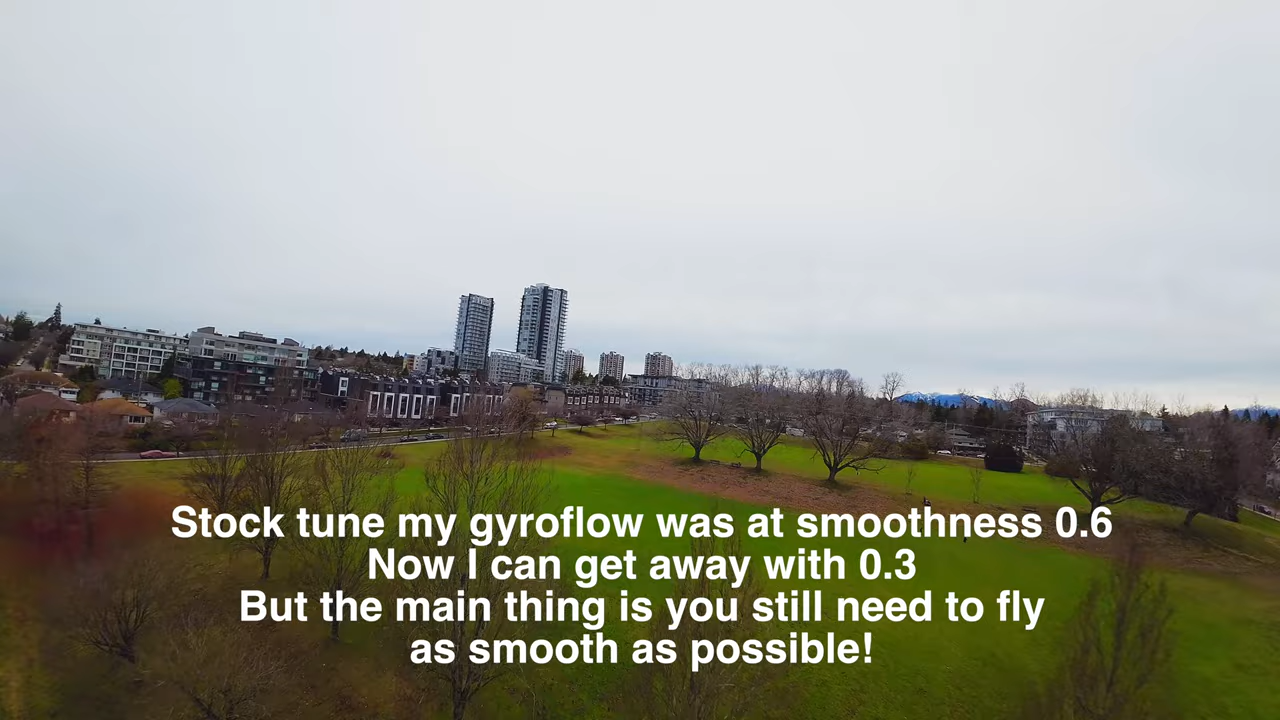 Stock tune my gyroflow was at smoothness 0.6
Now I can get away with 0.3
But the main thing is you still need to fly
as smooth as possible!